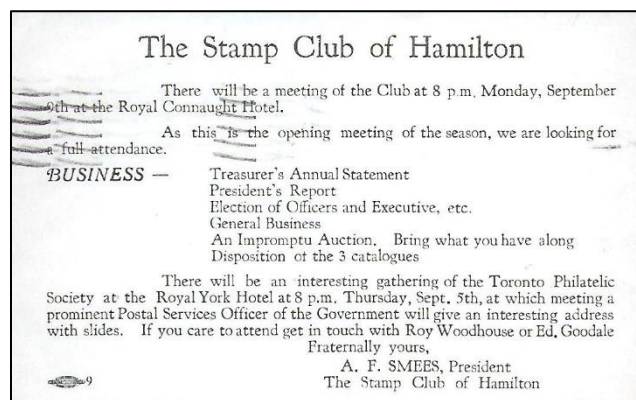 The Stamp Club of Hamilton
There will be a meeting of the Club at 8 p.m. Monday, September
9th at the Royal Connaught Hotel.
As this is the opening meeting of the season, we are looking for
a full attendance.
BUSINESS — Treasurer's Annual Statement
President's Report
Election of Officers and Executive, etc.
General Business
An Impromptu Auction. Bring what you have along
Disposition of the 3 catalogues
There will be an interesting gathering of the Toronto Philatelic
Society at the Royal York Hotel at 8 p.m. Thursday, Sept. 5th, at which meeting a
prominent Postal Services Officer of the Government will give an interesting address
with slides. If you care to attend get in touch with Roy Woodhouse or Ed. Goodale
Fraternally yours,
A. F. SMEES, President
The Stamp Club of Hamilton
9